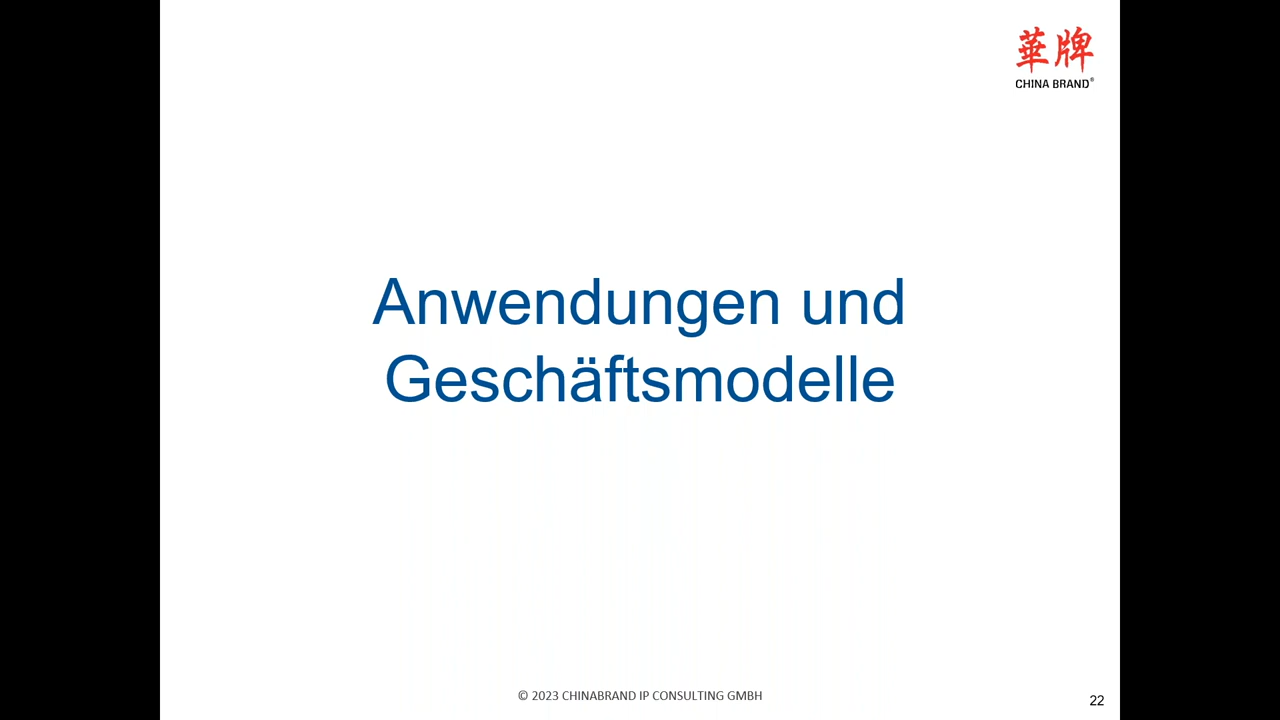 華牌
CHINA BRAND®
Anwendungen und
Geschäftsmodelle
© 2023 CHINABRAND IP CONSULTING GMBH
22